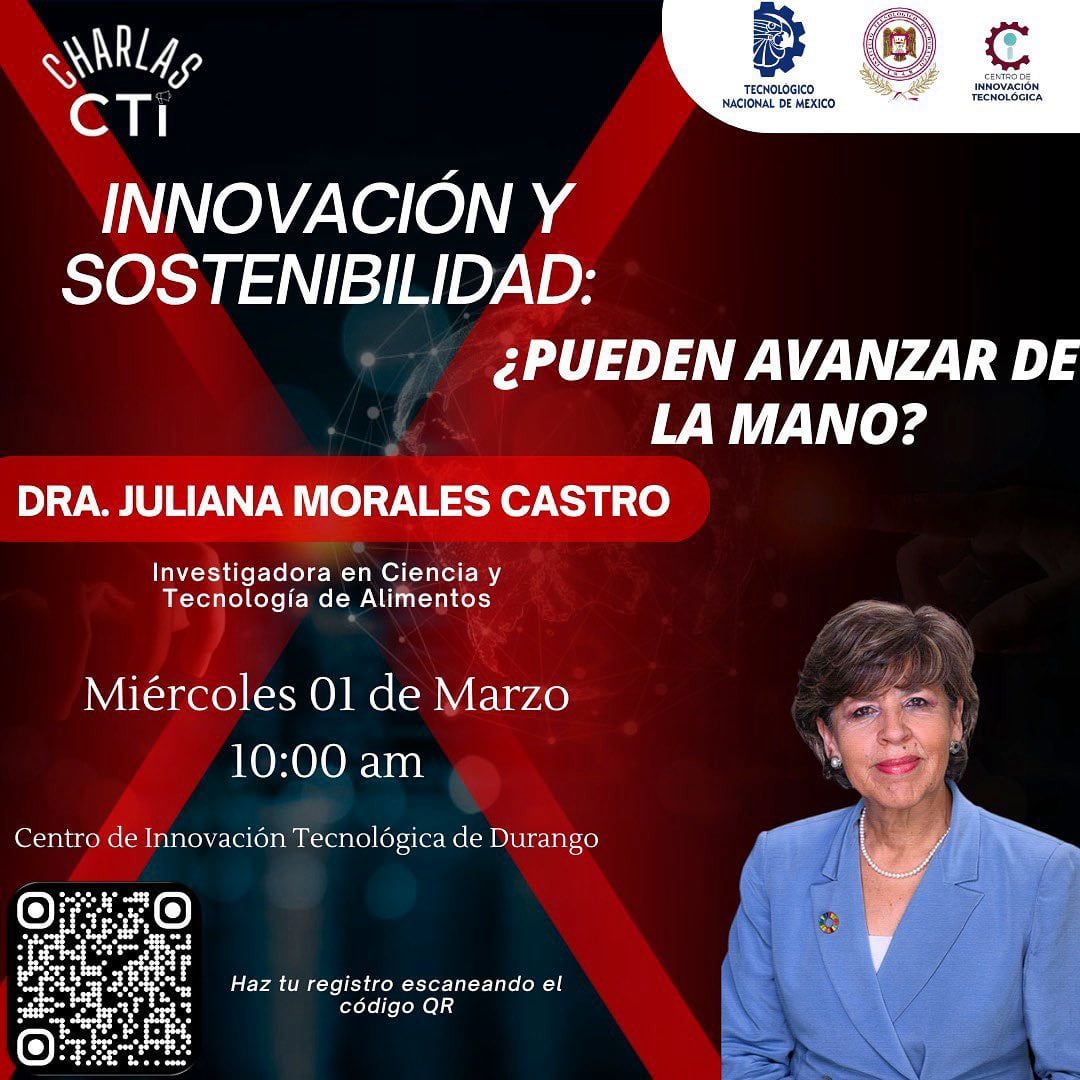 CHARLAS
CTi
TECNOLÓGICO
NACIONAL DE MÉXICO
CENTRO DE
INNOVACIÓN
TECNOLÓGICA
INNOVACIÓN Y
SOSTENIBILIDAD:
¿PUEDEN AVANZAR DE
LA MANO?
DRA. JULIANA MORALES CASTRO
Investigadora en Ciencia y
Tecnología de Alimentos
Miércoles 01 de Marzo
10:00 am
Centro de Innovación Tecnológica de Durango
Haz tu registro escaneando el
código QR